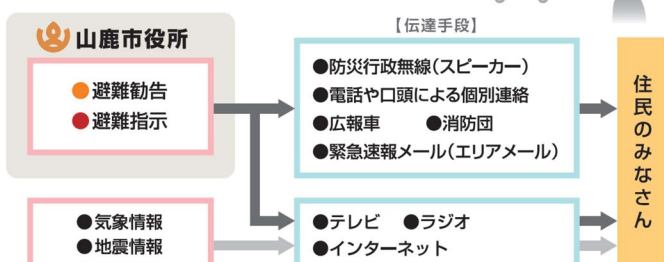 【伝達手段】
山鹿市役所
●避難勧告
●避難指示
●防災行政無線(スピーカー)
●電話や口頭による個別連絡
●広報車 ●消防団
●緊急速報メール(エリアメール)
住民のみなさん
●気象情報
●地震情報
●テレビ ●ラジオ
●インターネット